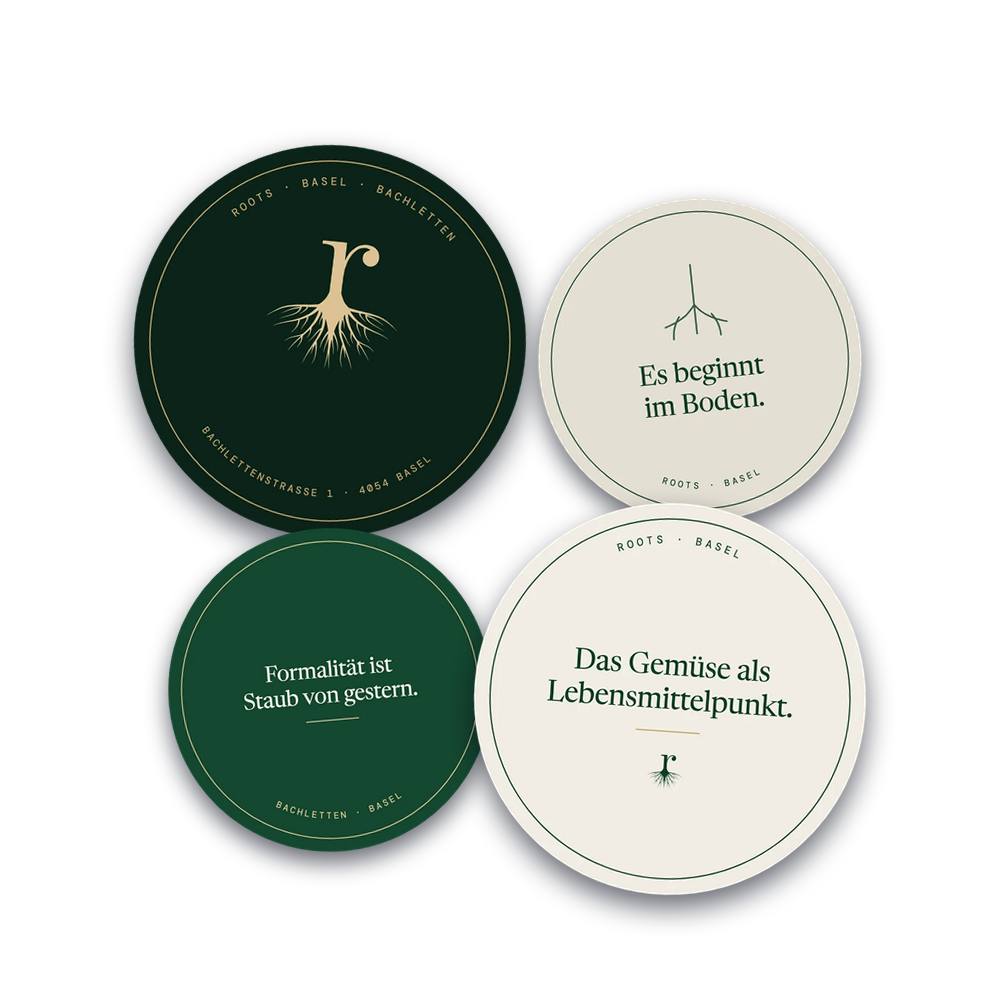 ROOTS · BASEL · BACHLETTEN
r
BACHLETTENSTRASSE 1 · 4054 BASEL
Es beginnt
im Boden.
ROOTS · BASEL
Formalität ist
Staub von gestern.
BACHLETTEN · BASEL
ROOTS · BASEL
Das Gemüse als
Lebensmittelpunkt.
r